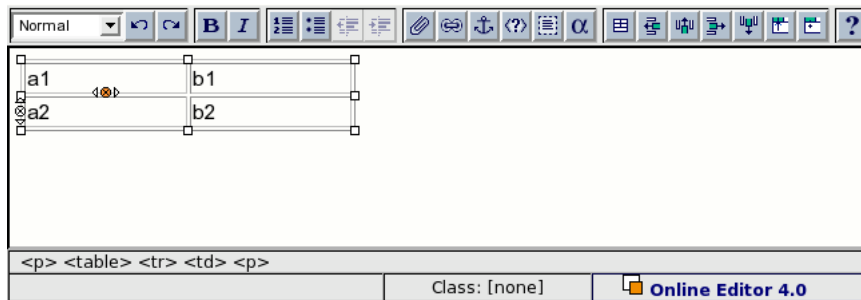 Normal B I <?> α ?
a1 b1
a2 b2
<p> <table> <tr> <td> <p>
Class: [none] Online Editor 4.0